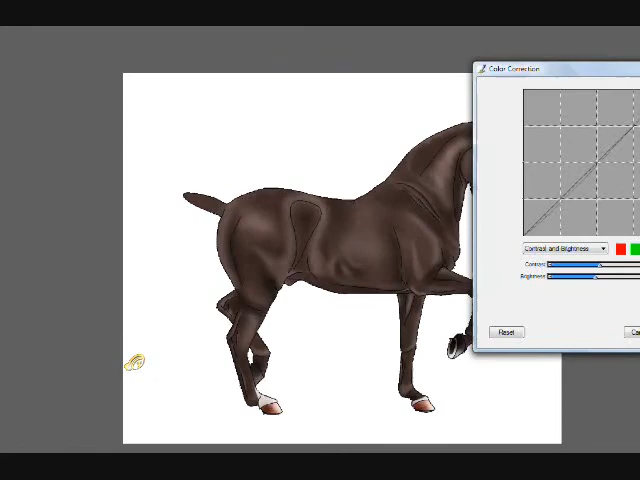 Color Correction
Contrast and Brightness
Contrast
Brightness
Reset